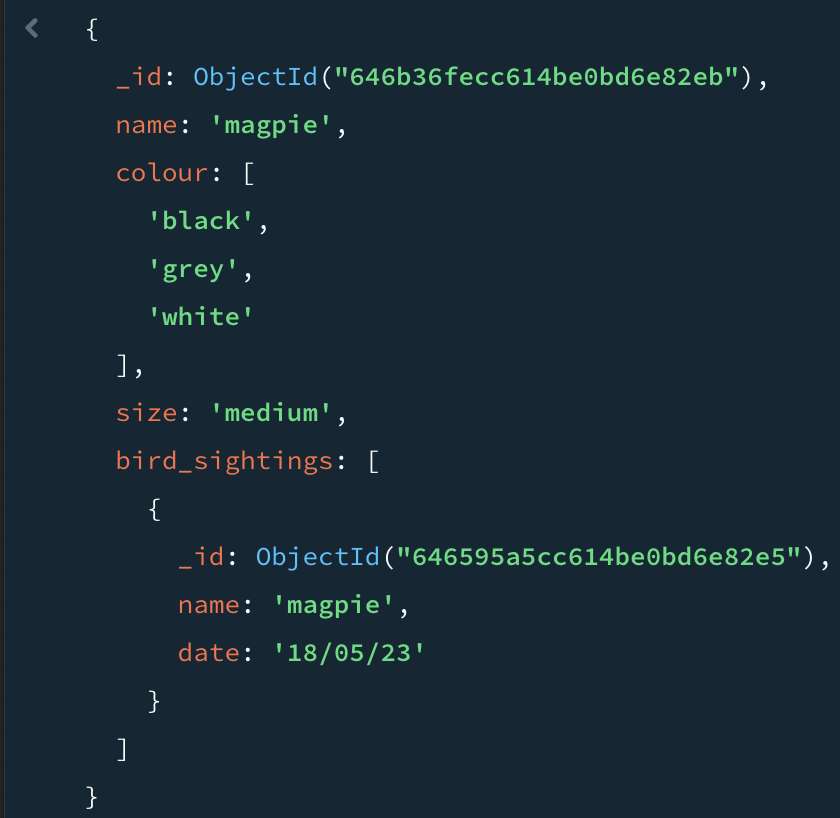 {
_id: ObjectId("646b36fecc614be0bd6e82eb"),
name: 'magpie',
colour: [
'black',
'grey',
'white'
],
size: 'medium',
bird_sightings: [
{
_id: ObjectId("646595a5cc614be0bd6e82e5"),
name: 'magpie',
date: '18/05/23'
}
]
}